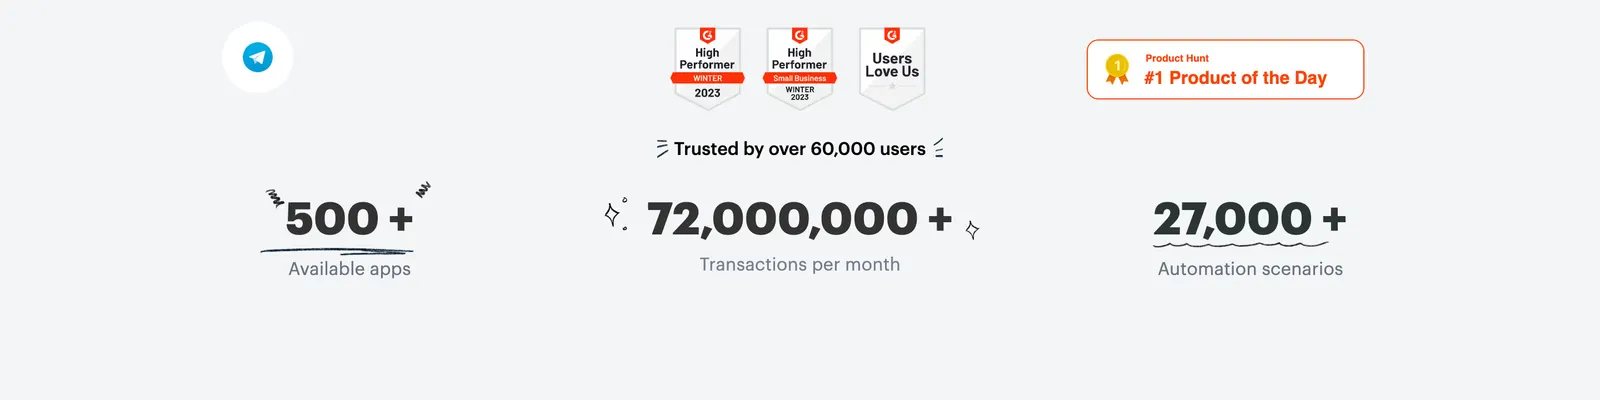 High
Performer
WINTER
2023
High
Performer
Small Business
WINTER
2023
Users
Love Us
Product Hunt
1
#1 Product of the Day
Trusted by over 60,000 users
500 +
Available apps
72,000,000 +
Transactions per month
27,000 +
Automation scenarios